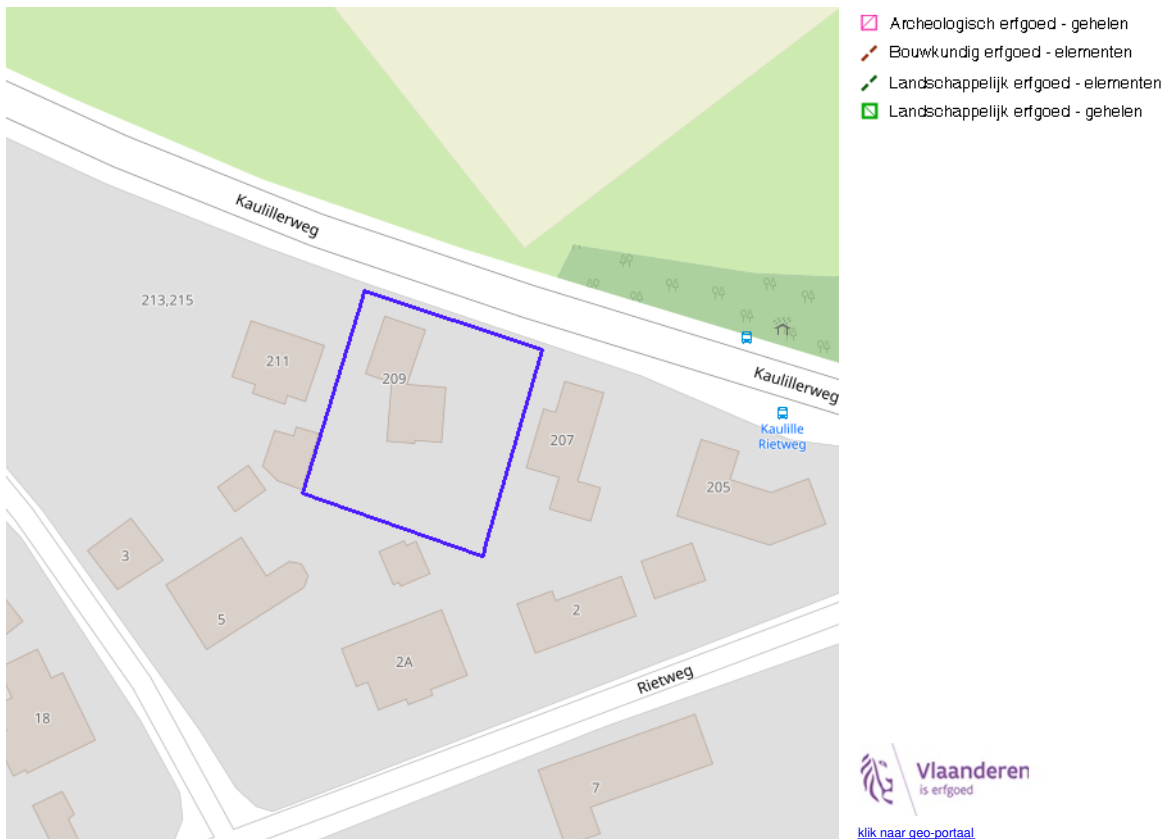 Archeologisch erfgoed - gehelen
Bouwkundig erfgoed - elementen
Landschappelijk erfgoed - elementen
Landschappelijk erfgoed - gehelen
Kaulillerweg
213,215
211
209
Kaulillerweg
Kaulille
Rietweg
207
205
3
5
2
2A
Rietweg
18
7
Vlaanderen
is erfgoed
klik naar geo-portaal